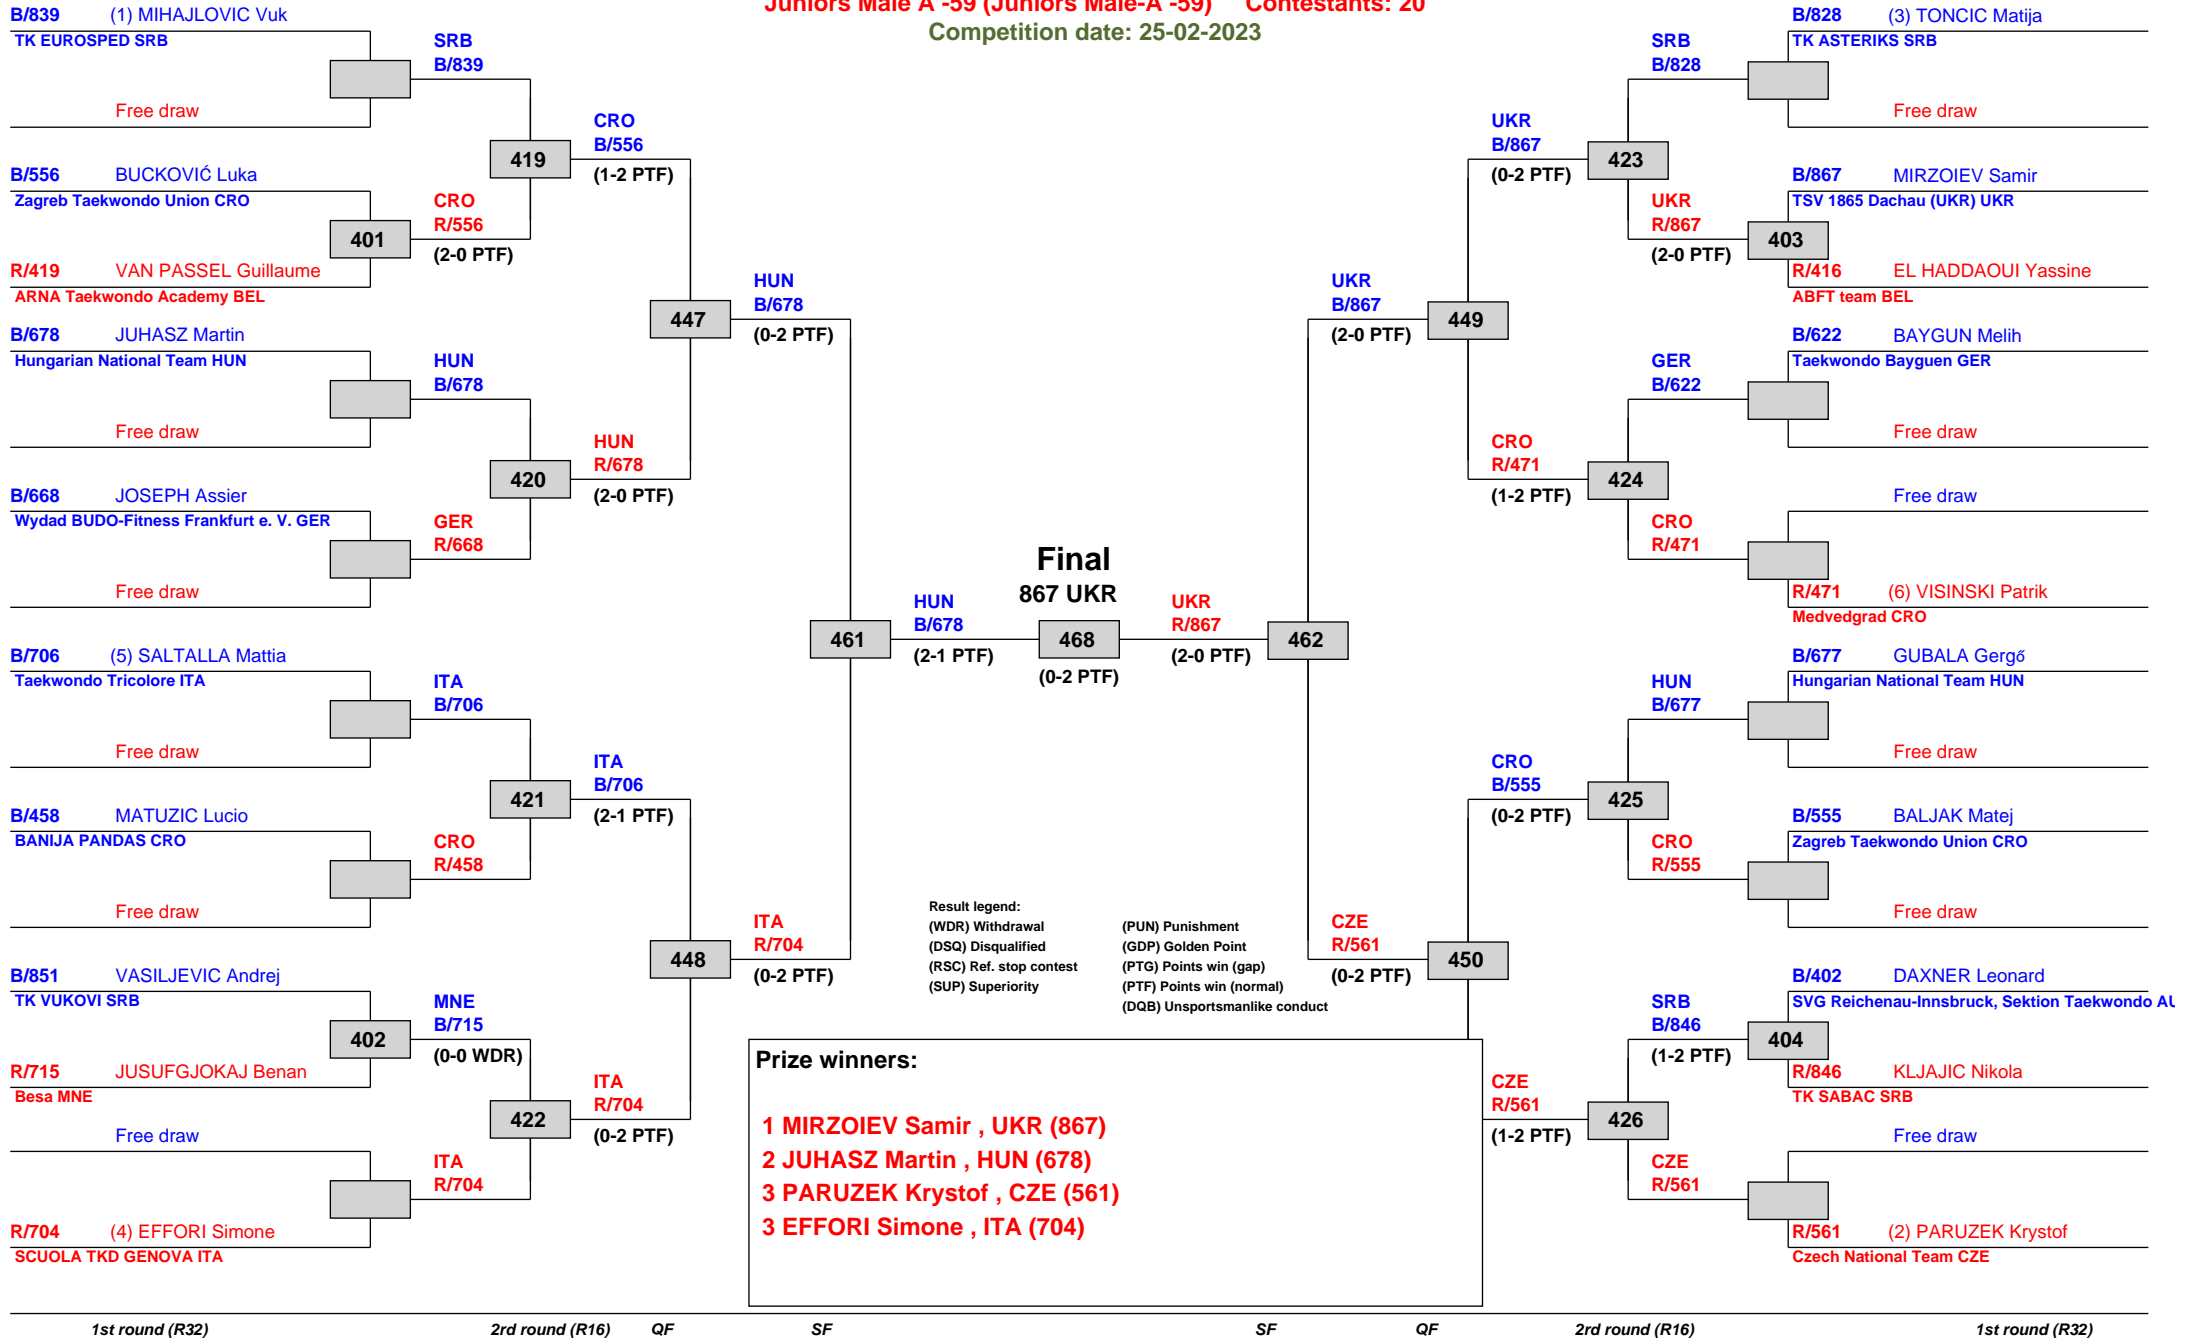 Juniors Male A -59 (Juniors Male-A -59) Contestants: 20
Competition date: 25-02-2023
B/839 (1) MIHAJLOVIC Vuk
TK EUROSPED SRB
Free draw
B/556 BUCKOVIĆ Luka
Zagreb Taekwondo Union CRO
401
R/419 VAN PASSEL Guillaume
ARNA Taekwondo Academy BEL
B/678 JUHASZ Martin
Hungarian National Team HUN
Free draw
B/668 JOSEPH Assier
Wydad BUDO-Fitness Frankfurt e. V. GER
Free draw
B/706 (5) SALTALLA Mattia
Taekwondo Tricolore ITA
Free draw
B/458 MATUZIC Lucio
BANIJA PANDAS CRO
Free draw
B/851 VASILJEVIC Andrej
TK VUKOVI SRB
402
R/715 JUSUFGJOKAJ Benan
Besa MNE
Free draw
R/704 (4) EFFORI Simone
SCUOLA TKD GENOVA ITA
SRB
B/839
419
CRO
R/556
(2-0 PTF)
HUN
B/678
420
GER
R/668
ITA
B/706
421
CRO
R/458
MNE
B/715
(0-0 WDR)
422
ITA
R/704
CRO
B/556
(1-2 PTF)
447
HUN
R/678
(2-0 PTF)
ITA
B/706
(2-1 PTF)
448
ITA
R/704
(0-2 PTF)
HUN
B/678
(0-2 PTF)
461
ITA
R/704
(0-2 PTF)
HUN
B/678
(2-1 PTF)
Final
867 UKR
468
(0-2 PTF)
UKR
R/867
(2-0 PTF)
462
UKR
B/867
(2-0 PTF)
449
CZE
R/561
(0-2 PTF)
450
UKR
B/867
(0-2 PTF)
423
CRO
R/471
(1-2 PTF)
424
CRO
B/555
(0-2 PTF)
425
CZE
R/561
(1-2 PTF)
426
SRB
B/828
UKR
R/867
(2-0 PTF)
403
GER
B/622
CRO
R/471
HUN
B/677
CRO
R/555
SRB
B/846
(1-2 PTF)
404
CZE
R/561
B/828 (3) TONCIC Matija
TK ASTERIKS SRB
Free draw
B/867 MIRZOIEV Samir
TSV 1865 Dachau (UKR) UKR
R/416 EL HADDAOUI Yassine
ABFT team BEL
B/622 BAYGUN Melih
Taekwondo Bayguen GER
Free draw
Free draw
R/471 (6) VISINSKI Patrik
Medvedgrad CRO
B/677 GUBALA Gergő
Hungarian National Team HUN
Free draw
B/555 BALJAK Matej
Zagreb Taekwondo Union CRO
Free draw
B/402 DAXNER Leonard
SVG Reichenau-Innsbruck, Sektion Taekwondo
R/846 KLJAJIC Nikola
TK SABAC SRB
Free draw
R/561 (2) PARUZEK Krystof
Czech National Team CZE
Result legend:
(WDR) Withdrawal (PUN) Punishment
(DSQ) Disqualified (GDP) Golden Point
(RSC) Ref. stop contest (PTG) Points win (gap)
(SUP) Superiority (PTF) Points win (normal)
(DQB) Unsportsmanlike conduct
Prize winners:
1 MIRZOIEV Samir , UKR (867)
2 JUHASZ Martin , HUN (678)
3 PARUZEK Krystof , CZE (561)
3 EFFORI Simone , ITA (704)
1st round (R32) 2rd round (R16) QF SF SF QF 2rd round (R16) 1st round (R32)